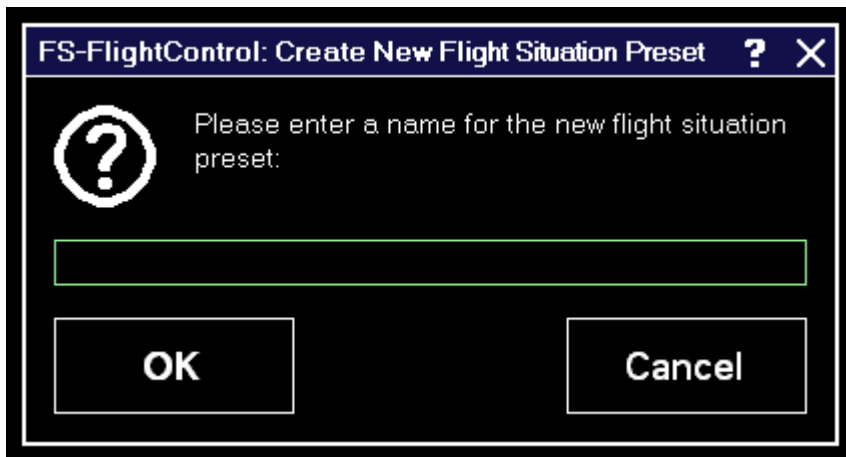 FS-FlightControl: Create New Flight Situation Preset ? X
Please enter a name for the new flight situation
preset:
OK
Cancel